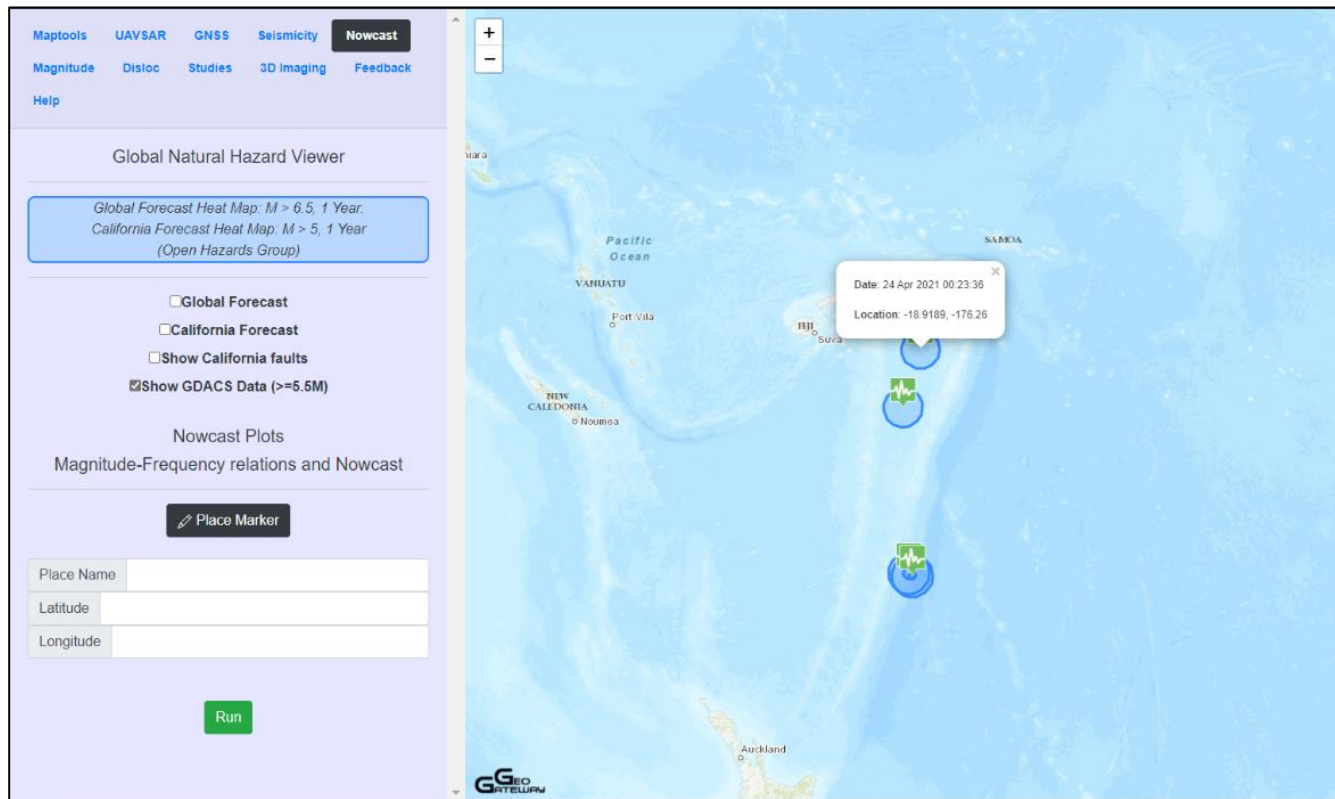 Maptools UAVSAR GNSS Seismicity Nowcast
Magnitude Disloc Studies 3D Imaging Feedback
Help
Global Natural Hazard Viewer
Global Forecast Heat Map: M > 6.5, 1 Year.
California Forecast Heat Map: M > 5, 1 Year
(Open Hazards Group)
Global Forecast
California Forecast
Show California faults
Show GDACS Data (>=5.5M)
Nowcast Plots
Magnitude-Frequency relations and Nowcast
Place Marker
Place Name
Latitude
Longitude
Run
+
−
iara
Pacific
Ocean
SAMOA
VANUATU
Port Vila
FIJI
Suva
Date: 24 Apr 2021 00:23:36
×
Location: -18.9189, -176.26
NEW
CALEDONIA
Noumea
Auckland
GEO
GATEWAY